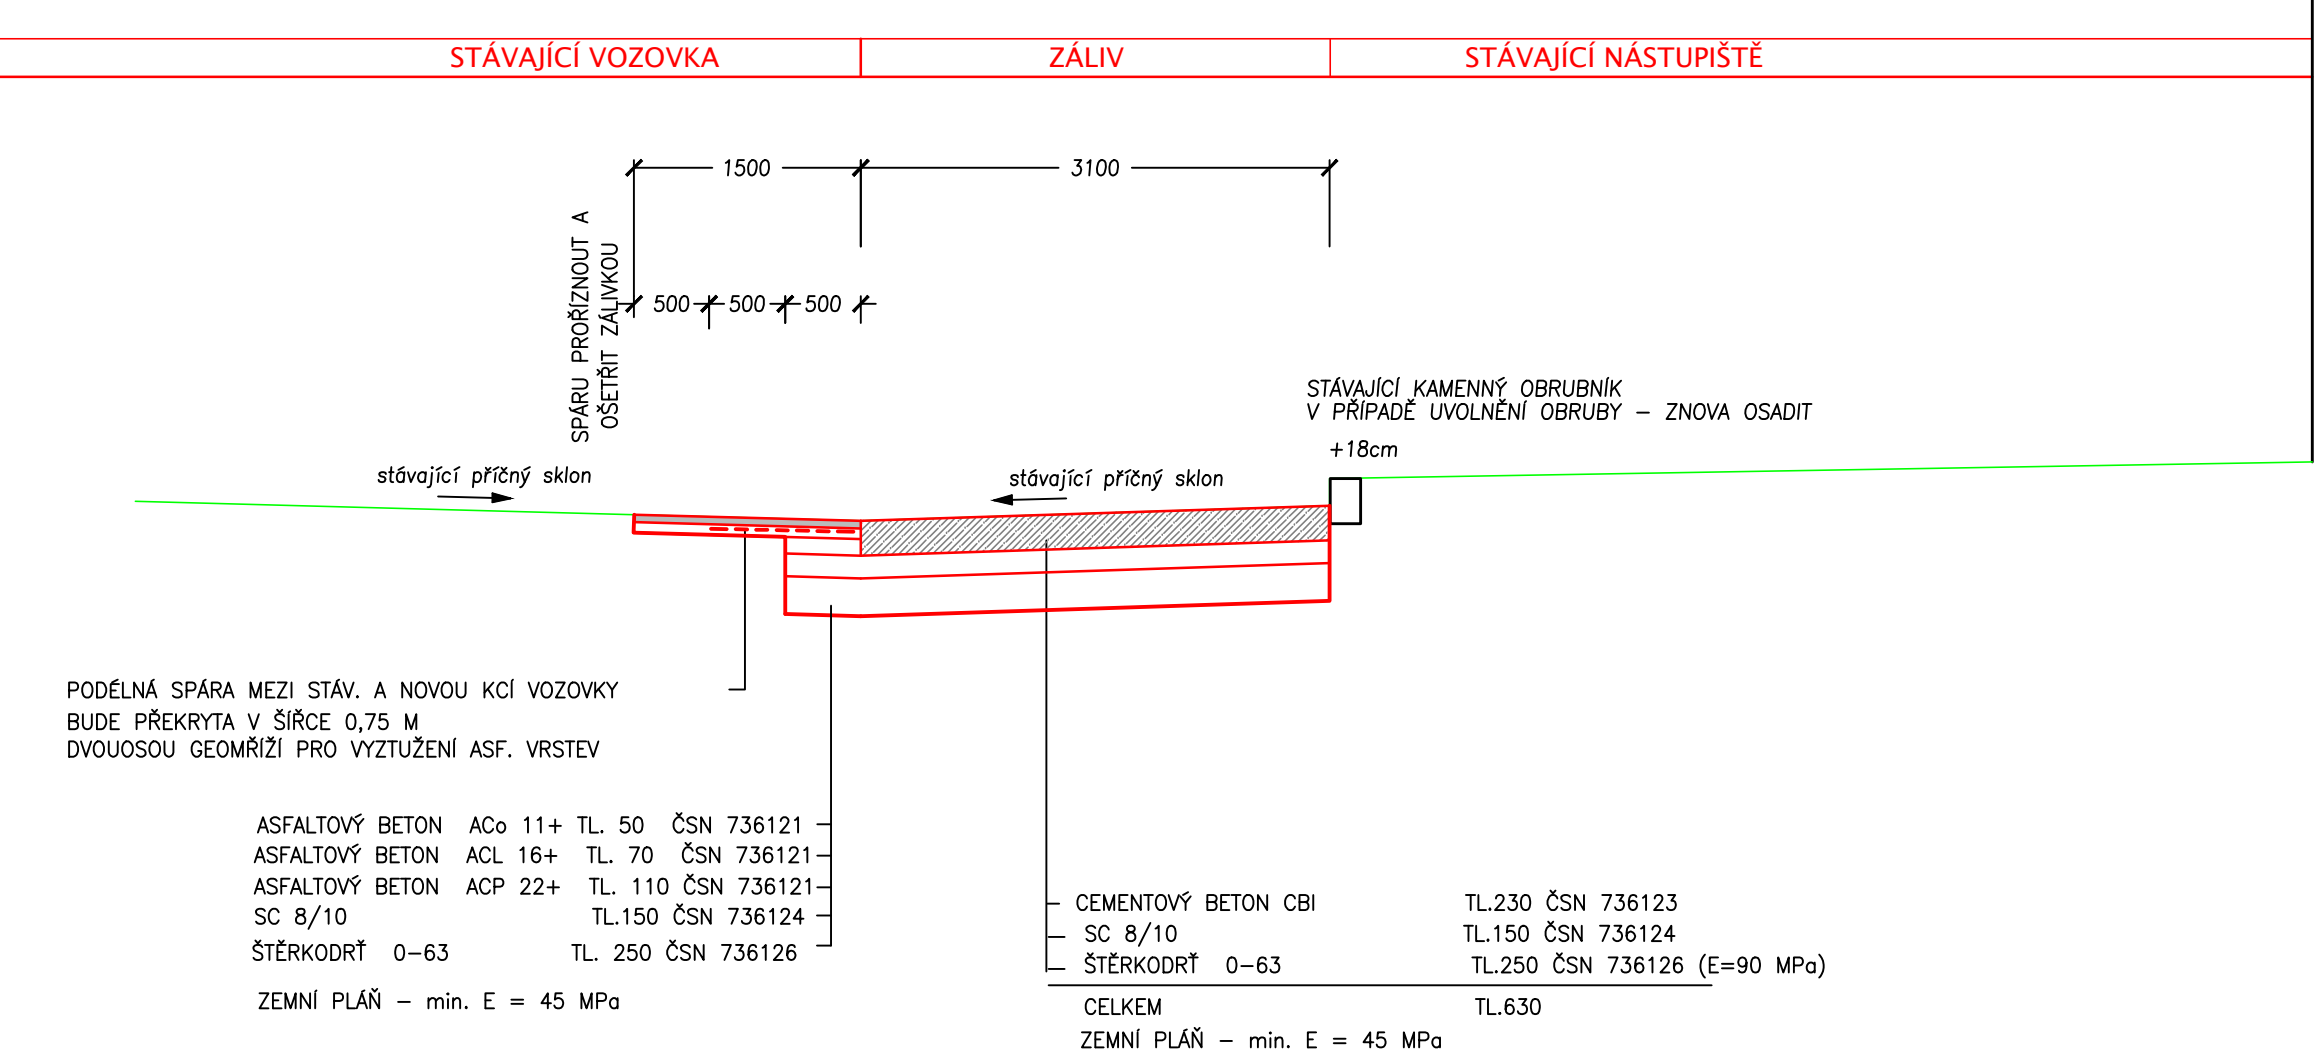 STÁVAJÍCÍ VOZOVKA
ZÁLIV
STÁVAJÍCÍ NÁSTUPIŠTĚ
1500
3100
SPÁRU PROŘÍZNOUT A
OŠETŘIT ZÁLIVKOU
500
500
500
STÁVAJÍCÍ KAMENNÝ OBRUBNÍK
V PŘÍPADĚ UVOLNĚNÍ OBRUBY – ZNOVA OSADIT
+18cm
stávající příčný sklon
stávající příčný sklon
PODÉLNÁ SPÁRA MEZI STÁV. A NOVOU KCÍ VOZOVKY
BUDE PŘEKRYTA V ŠÍŘCE 0,75 M
DVOUOSOU GEOMŘÍŽÍ PRO VYZTUŽENÍ ASF. VRSTEV
ASFALTOVÝ BETON ACo 11+ TL. 50 ČSN 736121
ASFALTOVÝ BETON ACL 16+ TL. 70 ČSN 736121
ASFALTOVÝ BETON ACP 22+ TL. 110 ČSN 736121
SC 8/10 TL.150 ČSN 736124
ŠTĚRKODRŤ 0–63 TL. 250 ČSN 736126
ZEMNÍ PLÁŇ – min. E = 45 MPa
CEMENTOVÝ BETON CBI TL.230 ČSN 736123
SC 8/10 TL.150 ČSN 736124
ŠTĚRKODRŤ 0–63 TL.250 ČSN 736126 (E=90 MPa)
CELKEM TL.630
ZEMNÍ PLÁŇ – min. E = 45 MPa